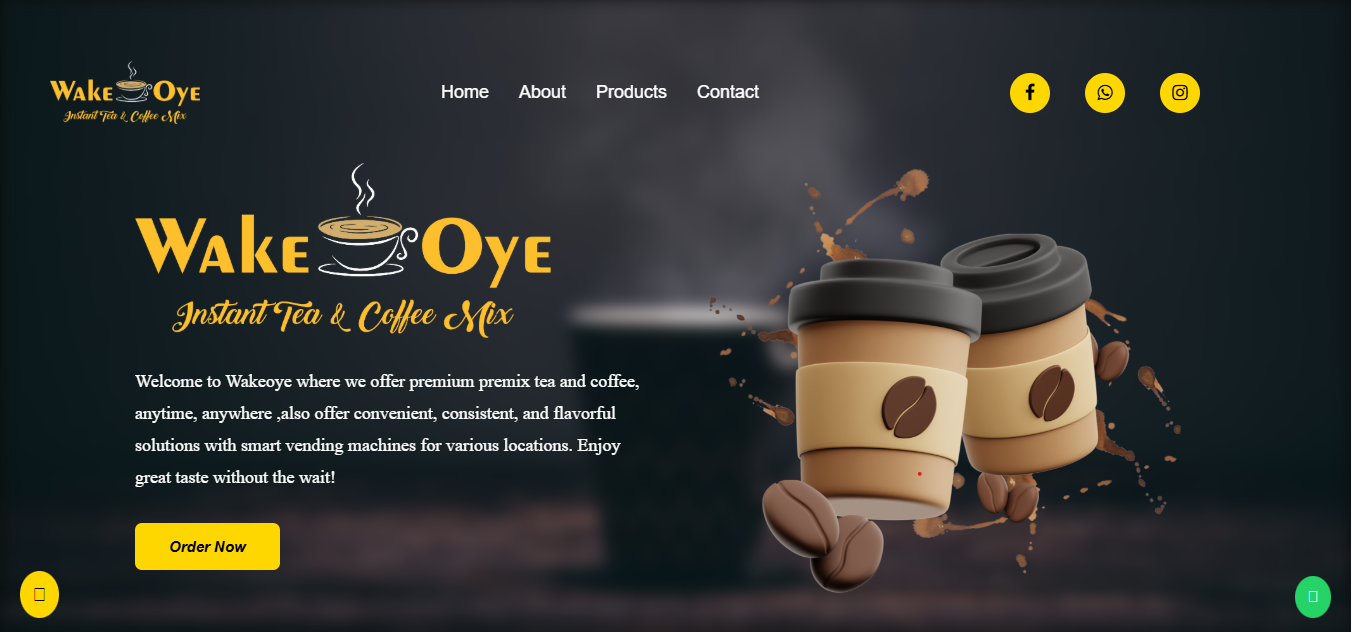 Wake Oye
Instant Tea & Coffee Mix
Home About Products Contact
Wake Oye
Instant Tea & Coffee Mix
Welcome to Wakeoye where we offer premium premix tea and coffee,
anytime, anywhere ,also offer convenient, consistent, and flavorful
solutions with smart vending machines for various locations. Enjoy
great taste without the wait!
Order Now